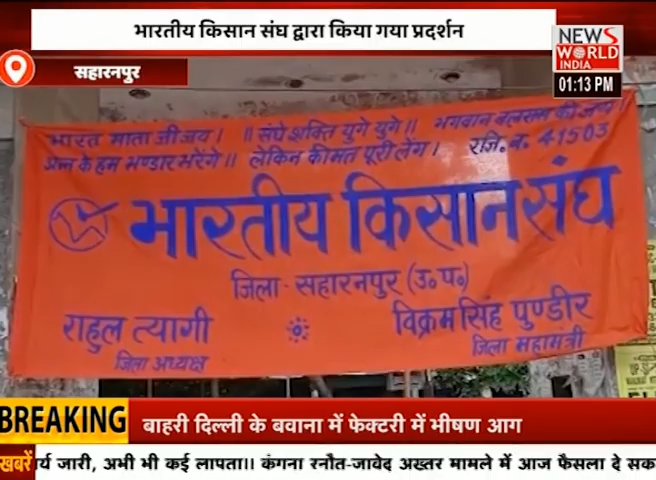 भारतीय किसान संघ द्वारा किया गया प्रदर्शन
NEWS
WORLD
INDIA
सहारनपुर
01:13 PM
भारत माता की जय। ॥ संघे शक्ति युगे युगे॥ भगवान बलराम की जय
अन्न के हम भण्डार भरेंगे॥ लेकिन कीमत पूरी लेंगे। रजि॰ न॰ 41503
भारतीय किसान संघ
जिला - सहारनपुर (उ॰प्र॰)
राहुल त्यागी
विक्रम सिंह पुण्डीर
जिला अध्यक्ष
जिला महामंत्री
BREAKING
बाहरी दिल्ली के बवाना में फेक्टरी में भीषण आग
खबरें
र्य जारी, अभी भी कई लापता।। कंगना रनौत-जावेद अख्तर मामले में आज फैसला दे सक